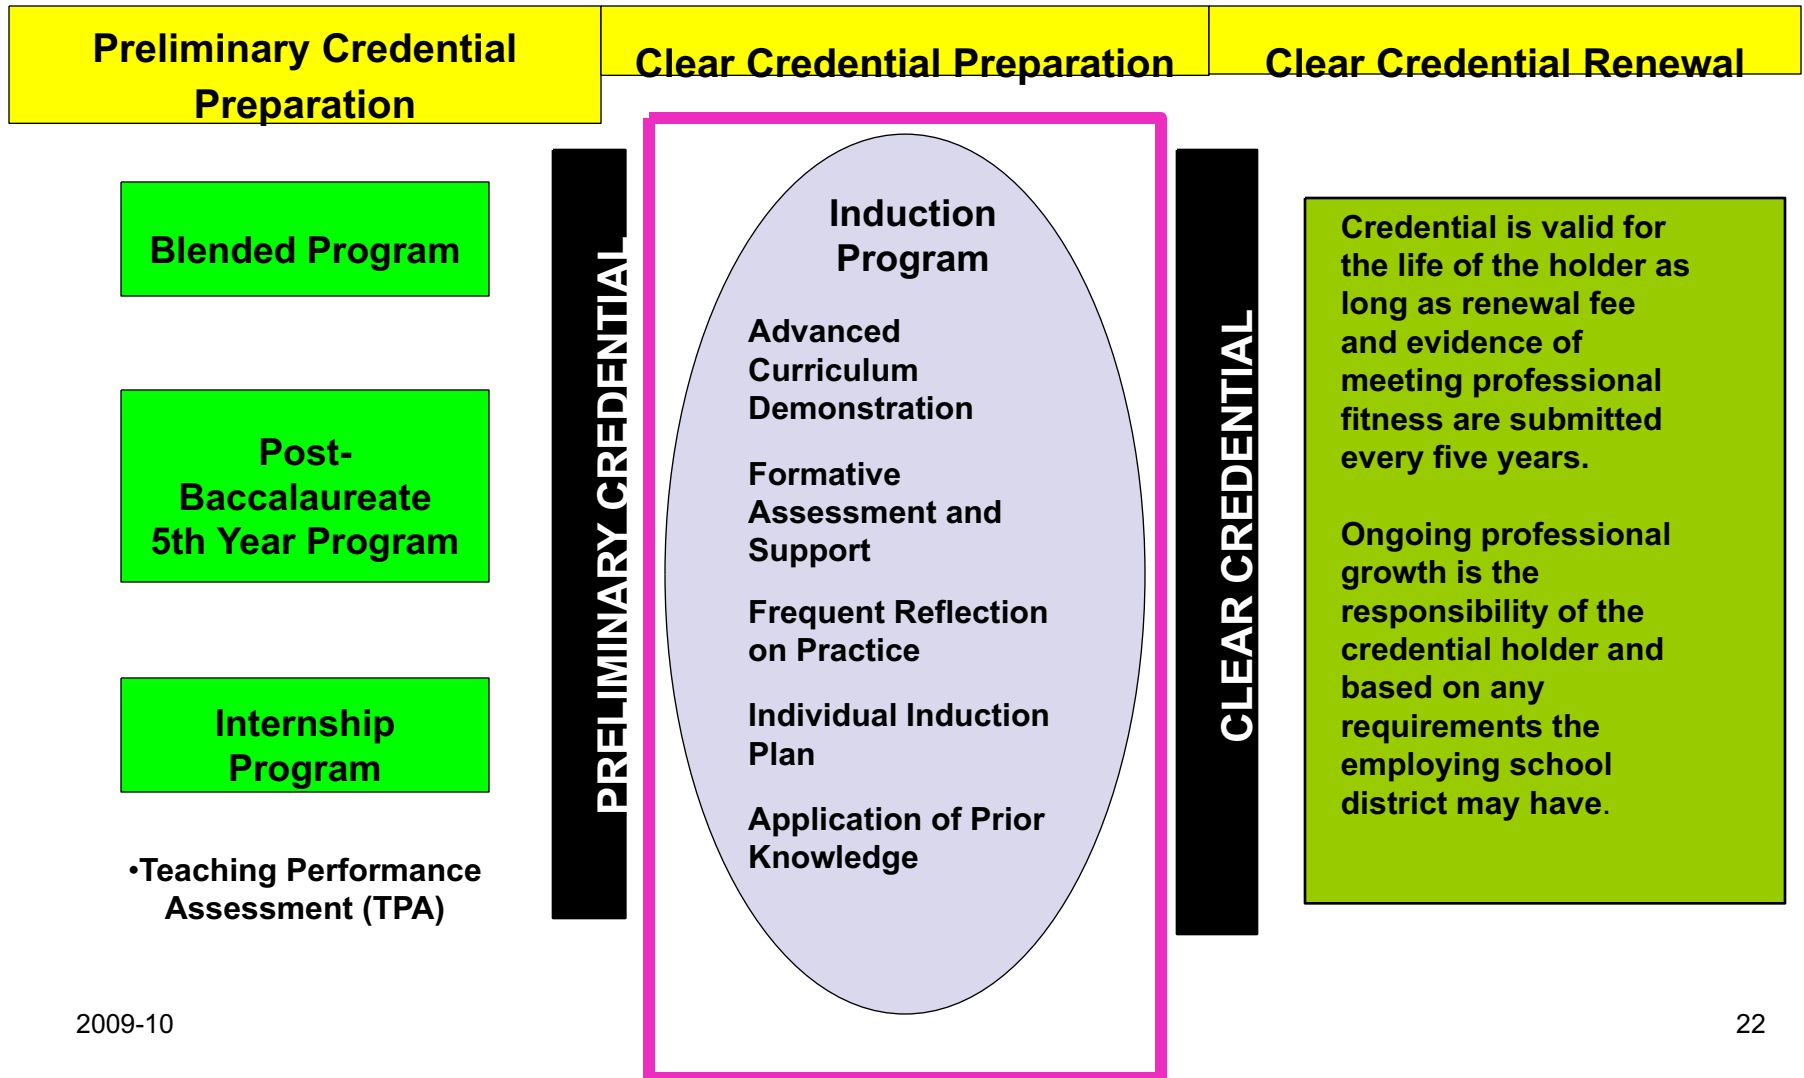 Preliminary Credential
Preparation
Clear Credential Preparation
Clear Credential Renewal
Blended Program
Post-
Baccalaureate
5th Year Program
Internship
Program
•Teaching Performance
Assessment (TPA)
PRELIMINARY CREDENTIAL
Induction
Program
Advanced
Curriculum
Demonstration
Formative
Assessment and
Support
Frequent Reflection
on Practice
Individual Induction
Plan
Application of Prior
Knowledge
CLEAR CREDENTIAL
Credential is valid for
the life of the holder as
long as renewal fee
and evidence of
meeting professional
fitness are submitted
every five years.
Ongoing professional
growth is the
responsibility of the
credential holder and
based on any
requirements the
employing school
district may have.
2009-10
22